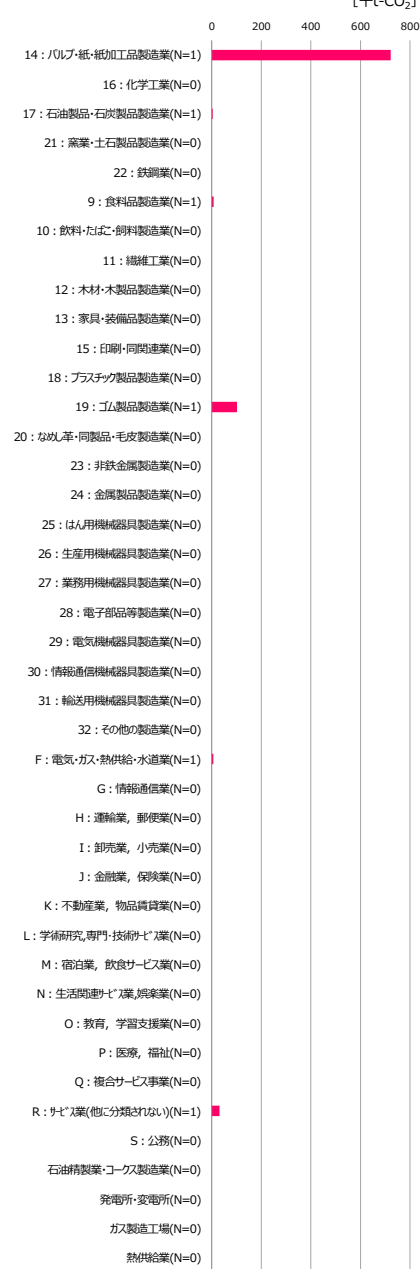 [千t-CO2]
0 200 400 600 800
14：パルプ・紙・紙加工品製造業(N=1)
16：化学工業(N=0)
17：石油製品・石炭製品製造業(N=1)
21：窯業・土石製品製造業(N=0)
22：鉄鋼業(N=0)
9：食料品製造業(N=1)
10：飲料・たばこ・飼料製造業(N=0)
11：繊維工業(N=0)
12：木材・木製品製造業(N=0)
13：家具・装備品製造業(N=0)
15：印刷・同関連業(N=0)
18：プラスチック製品製造業(N=0)
19：ゴム製品製造業(N=1)
20：なめし革・同製品・毛皮製造業(N=0)
23：非鉄金属製造業(N=0)
24：金属製品製造業(N=0)
25：はん用機械器具製造業(N=0)
26：生産用機械器具製造業(N=0)
27：業務用機械器具製造業(N=0)
28：電子部品等製造業(N=0)
29：電気機械器具製造業(N=0)
30：情報通信機械器具製造業(N=0)
31：輸送用機械器具製造業(N=0)
32：その他の製造業(N=0)
F：電気・ガス・熱供給・水道業(N=1)
G：情報通信業(N=0)
H：運輸業，郵便業(N=0)
I：卸売業，小売業(N=0)
J：金融業，保険業(N=0)
K：不動産業，物品賃貸業(N=0)
L：学術研究,専門・技術ｻｰﾋﾞｽ業(N=0)
M：宿泊業，飲食サービス業(N=0)
N：生活関連ｻｰﾋﾞｽ業,娯楽業(N=0)
O：教育，学習支援業(N=0)
P：医療，福祉(N=0)
Q：複合サービス事業(N=0)
R：ｻｰﾋﾞｽ業(他に分類されない)(N=1)
S：公務(N=0)
石油精製業・コークス製造業(N=0)
発電所・変電所(N=0)
ガス製造工場(N=0)
熱供給業(N=0)